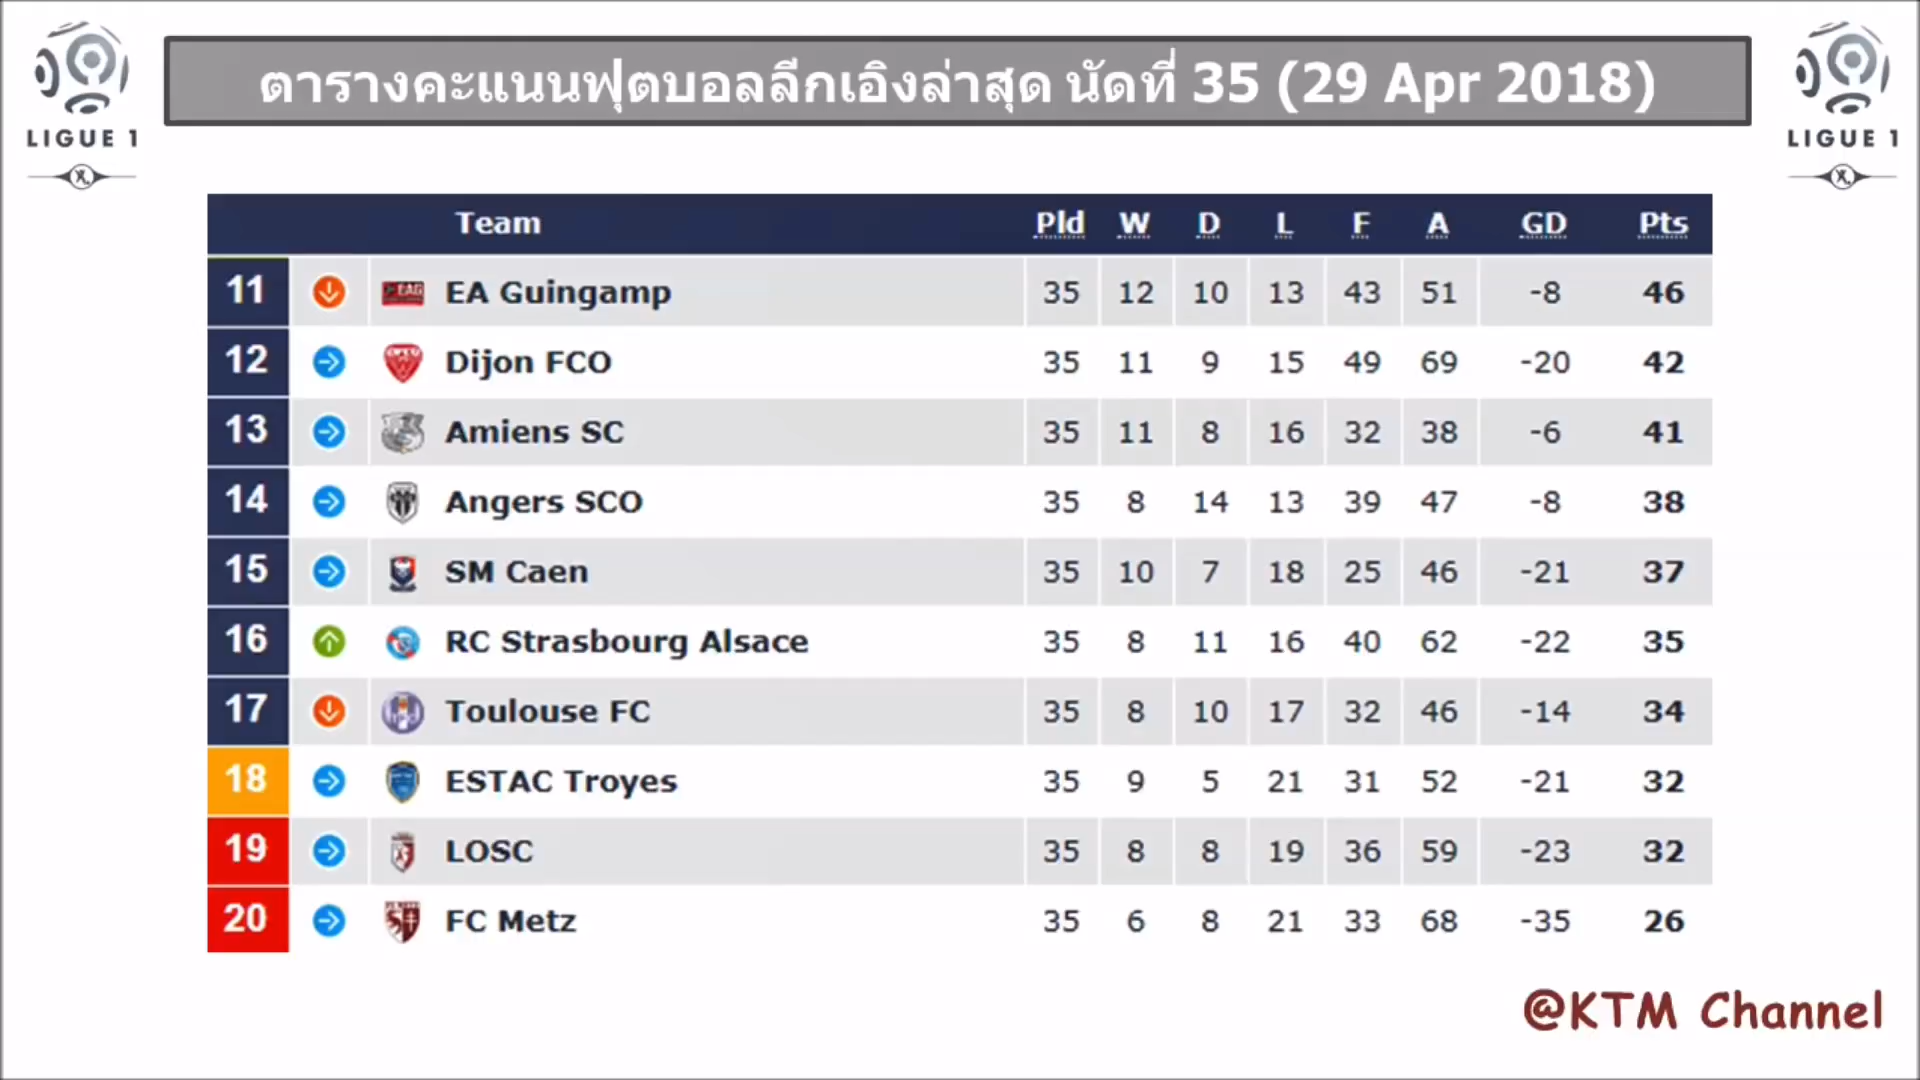 LIGUE 1
ตารางคะแนนฟุตบอลลีกเอิงล่าสุด นัดที่ 35 (29 Apr 2018)
LIGUE 1
Team Pld W D L F A GD Pts
11 EA Guingamp 35 12 10 13 43 51 -8 46
12 Dijon FCO 35 11 9 15 49 69 -20 42
13 Amiens SC 35 11 8 16 32 38 -6 41
14 Angers SCO 35 8 14 13 39 47 -8 38
15 SM Caen 35 10 7 18 25 46 -21 37
16 RC Strasbourg Alsace 35 8 11 16 40 62 -22 35
17 Toulouse FC 35 8 10 17 32 46 -14 34
18 ESTAC Troyes 35 9 5 21 31 52 -21 32
19 LOSC 35 8 8 19 36 59 -23 32
20 FC Metz 35 6 8 21 33 68 -35 26
@KTM Channel